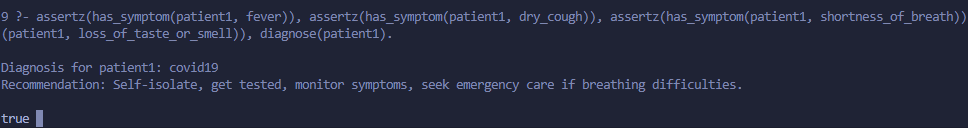 9 ?- assertz(has_symptom(patient1, fever)), assertz(has_symptom(patient1, dry_cough)), assertz(has_symptom(patient1, shortness_of_breath))
(patient1, loss_of_taste_or_smell)), diagnose(patient1).
Diagnosis for patient1: covid19
Recommendation: Self-isolate, get tested, monitor symptoms, seek emergency care if breathing difficulties.
true